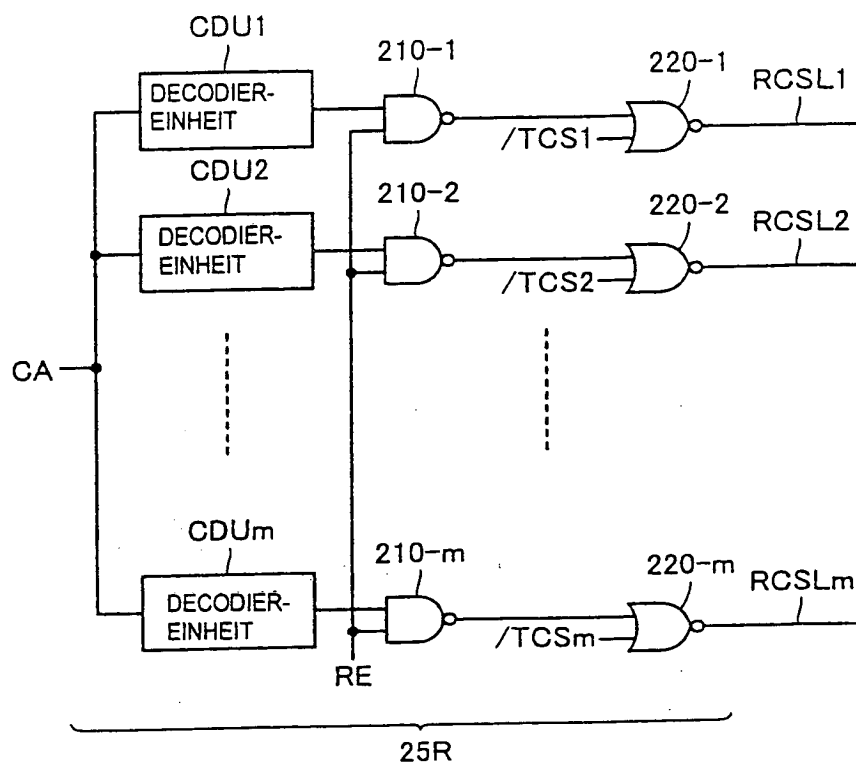 CDU1
210-1
220-1
RCSL1
DECODIER-
EINHEIT
/TCS1
CDU2
210-2
220-2
RCSL2
DECODIER-
EINHEIT
/TCS2
CA
CDUm
210-m
220-m
RCSLm
DECODIER-
EINHEIT
/TCSm
RE
25R